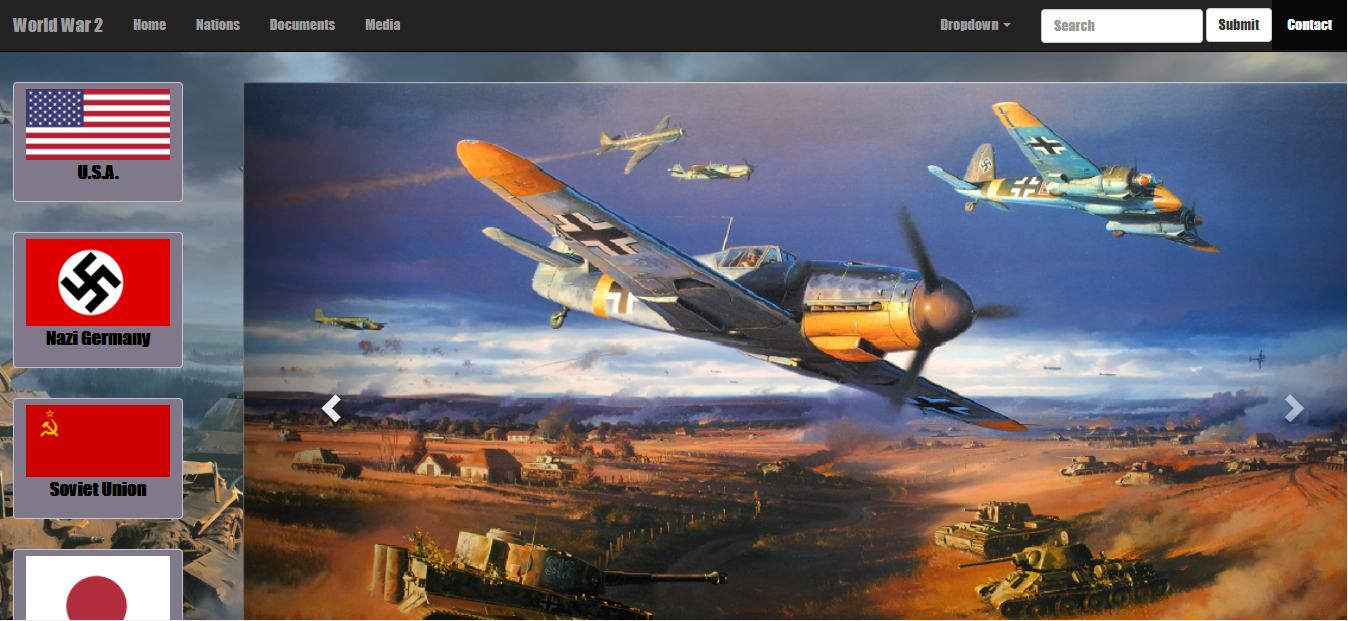 World War 2 Home Nations Documents Media Dropdown Search Submit Contact
U.S.A.
Nazi Germany
Soviet Union